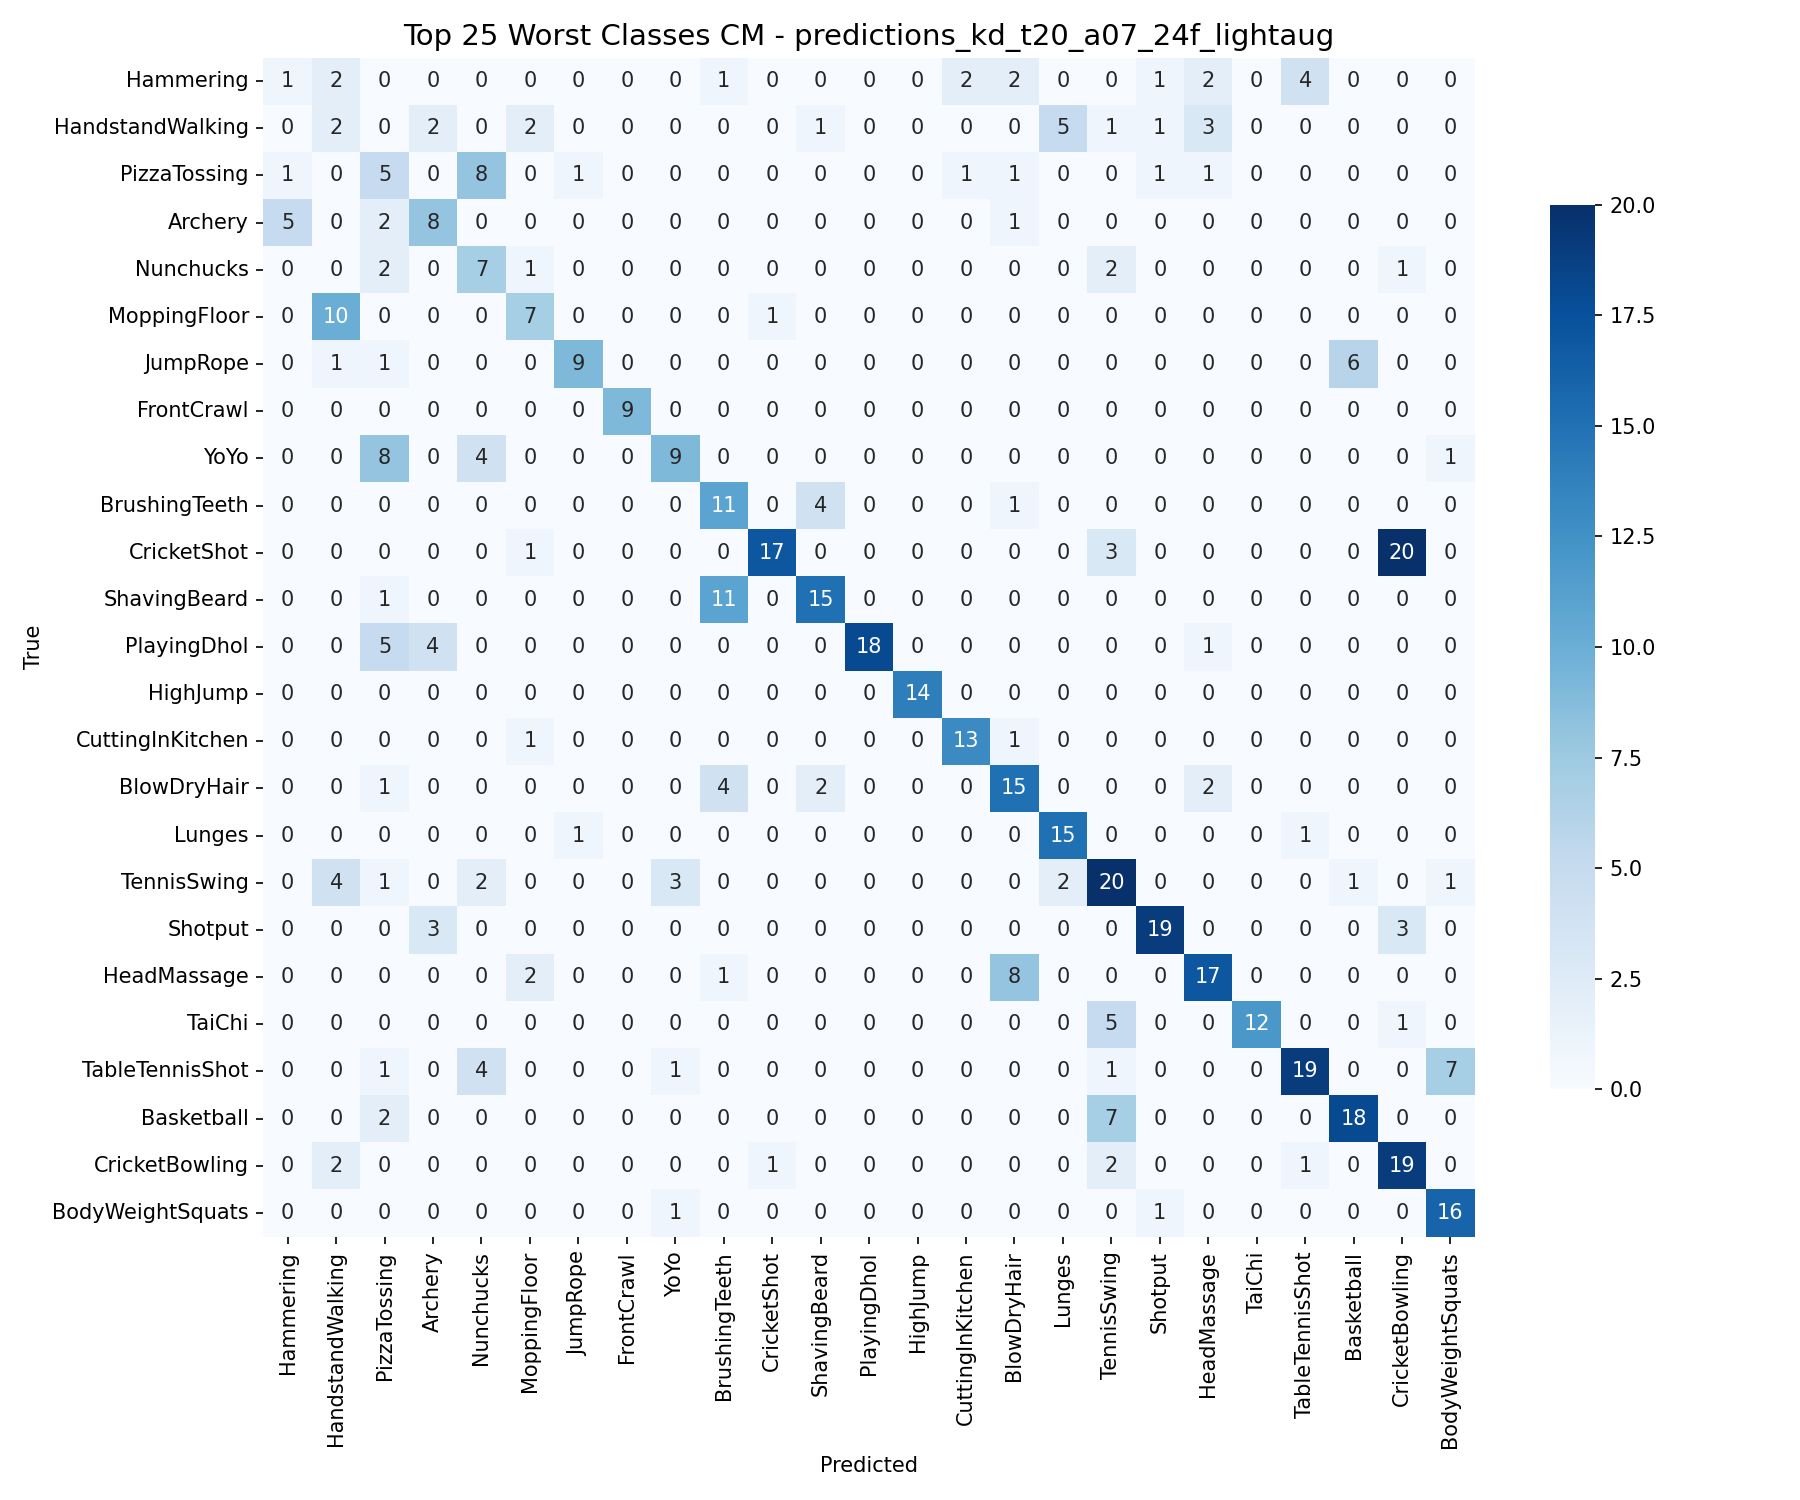 Top 25 Worst Classes CM - predictions_kd_t20_a07_24f_lightaug
True
Hammering 1 2 0 0 0 0 0 0 0 1 0 0 0 0 2 2 0 0 1 2 0 4 0 0 0
HandstandWalking 0 2 0 2 0 2 0 0 0 0 0 1 0 0 0 0 5 1 1 3 0 0 0 0 0
PizzaTossing 1 0 5 0 8 0 1 0 0 0 0 0 0 0 1 1 0 0 1 1 0 0 0 0 0
Archery 5 0 2 8 0 0 0 0 0 0 0 0 0 0 0 1 0 0 0 0 0 0 0 0 0
Nunchucks 0 0 2 0 7 1 0 0 0 0 0 0 0 0 0 0 0 2 0 0 0 0 0 1 0
MoppingFloor 0 10 0 0 0 7 0 0 0 0 1 0 0 0 0 0 0 0 0 0 0 0 0 0 0
JumpRope 0 1 1 0 0 0 9 0 0 0 0 0 0 0 0 0 0 0 0 0 0 0 6 0 0
FrontCrawl 0 0 0 0 0 0 0 9 0 0 0 0 0 0 0 0 0 0 0 0 0 0 0 0 0
YoYo 0 0 8 0 4 0 0 0 9 0 0 0 0 0 0 0 0 0 0 0 0 0 0 0 1
BrushingTeeth 0 0 0 0 0 0 0 0 0 11 0 4 0 0 0 1 0 0 0 0 0 0 0 0 0
CricketShot 0 0 0 0 0 1 0 0 0 0 17 0 0 0 0 0 0 3 0 0 0 0 0 20 0
ShavingBeard 0 0 1 0 0 0 0 0 0 11 0 15 0 0 0 0 0 0 0 0 0 0 0 0 0
PlayingDhol 0 0 5 4 0 0 0 0 0 0 0 0 18 0 0 0 0 0 0 1 0 0 0 0 0
HighJump 0 0 0 0 0 0 0 0 0 0 0 0 0 14 0 0 0 0 0 0 0 0 0 0 0
CuttingInKitchen 0 0 0 0 0 1 0 0 0 0 0 0 0 0 13 1 0 0 0 0 0 0 0 0 0
BlowDryHair 0 0 1 0 0 0 0 0 0 4 0 2 0 0 0 15 0 0 0 2 0 0 0 0 0
Lunges 0 0 0 0 0 0 1 0 0 0 0 0 0 0 0 0 15 0 0 0 0 1 0 0 0
TennisSwing 0 4 1 0 2 0 0 0 3 0 0 0 0 0 0 0 2 20 0 0 0 0 1 0 1
Shotput 0 0 0 3 0 0 0 0 0 0 0 0 0 0 0 0 0 0 19 0 0 0 0 3 0
HeadMassage 0 0 0 0 0 2 0 0 0 1 0 0 0 0 0 8 0 0 0 17 0 0 0 0 0
TaiChi 0 0 0 0 0 0 0 0 0 0 0 0 0 0 0 0 0 5 0 0 12 0 0 1 0
TableTennisShot 0 0 1 0 4 0 0 0 1 0 0 0 0 0 0 0 0 1 0 0 0 19 0 0 7
Basketball 0 0 2 0 0 0 0 0 0 0 0 0 0 0 0 0 0 7 0 0 0 0 18 0 0
CricketBowling 0 2 0 0 0 0 0 0 0 0 1 0 0 0 0 0 0 2 0 0 0 1 0 19 0
BodyWeightSquats 0 0 0 0 0 0 0 0 1 0 0 0 0 0 0 0 0 0 1 0 0 0 0 0 16
Hammering
HandstandWalking
PizzaTossing
Archery
Nunchucks
MoppingFloor
JumpRope
FrontCrawl
YoYo
BrushingTeeth
CricketShot
ShavingBeard
PlayingDhol
HighJump
CuttingInKitchen
BlowDryHair
Lunges
TennisSwing
Shotput
HeadMassage
TaiChi
TableTennisShot
Basketball
CricketBowling
BodyWeightSquats
Predicted
20.0
17.5
15.0
12.5
10.0
7.5
5.0
2.5
0.0